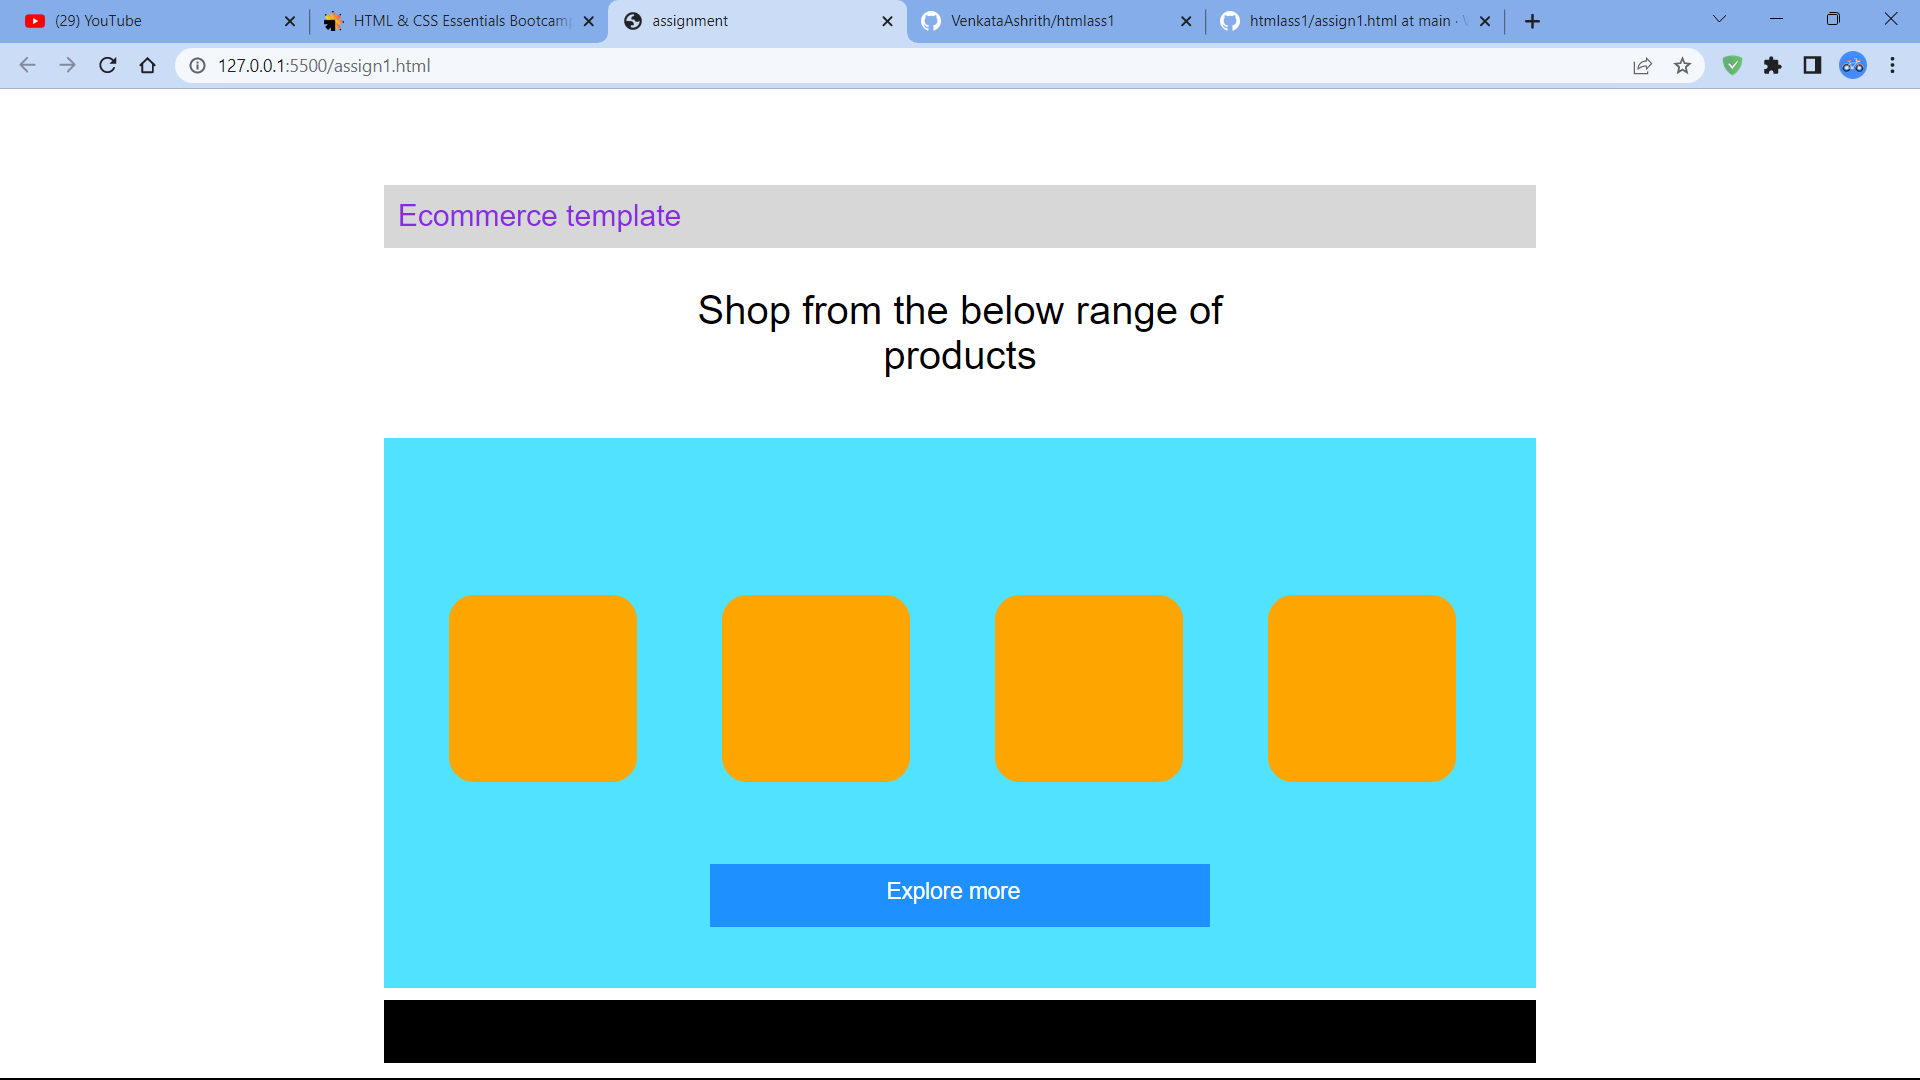 (29) YouTube
HTML & CSS Essentials Bootcamp
assignment
VenkataAshrith/htmlass1
htmlass1/assign1.html at main · V
127.0.0.1:5500/assign1.html
Ecommerce template
Shop from the below range of
products
Explore more